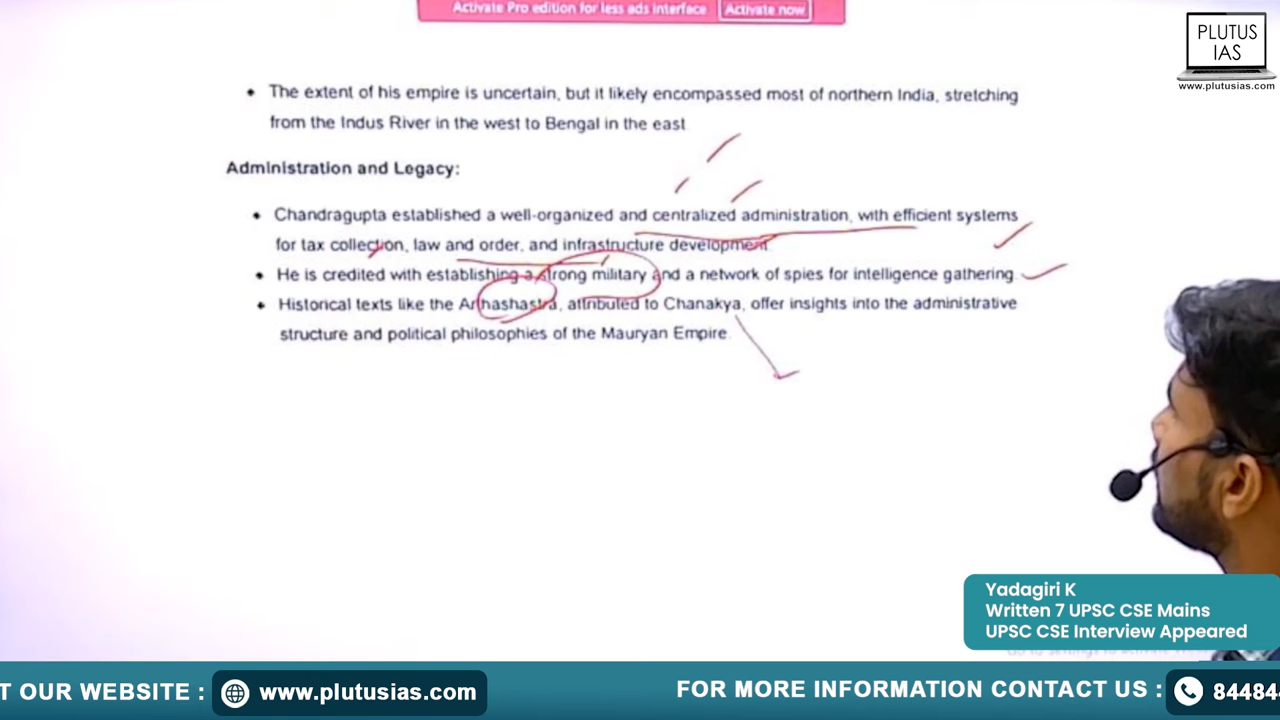 Activate Pro edition for less ads interface Activate now
PLUTUS
IAS
www.plutusias.com
• The extent of his empire is uncertain, but it likely encompassed most of northern India, stretching
from the Indus River in the west to Bengal in the east
Administration and Legacy:
• Chandragupta established a well-organized and centralized administration, with efficient systems
for tax collection, law and order, and infrastructure development
• He is credited with establishing a strong military and a network of spies for intelligence gathering.
• Historical texts like the Arthashastra, attributed to Chanakya, offer insights into the administrative
structure and political philosophies of the Mauryan Empire.
Yadagiri K
Written 7 UPSC CSE Mains
UPSC CSE Interview Appeared
T OUR WEBSITE : www.plutusias.com FOR MORE INFORMATION CONTACT US : 84484